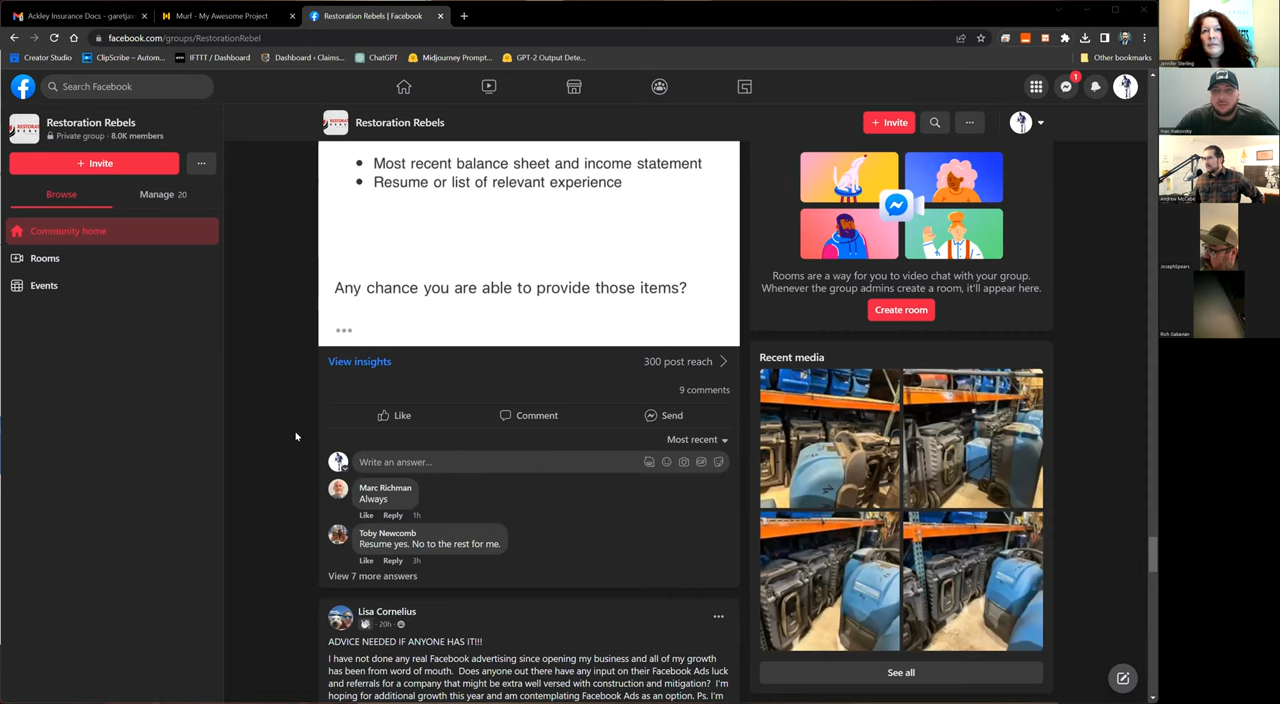 Ackley Insurance Docs - garetjax
Murf - My Awesome Project
Restoration Rebels | Facebook
facebook.com/groups/RestorationRebel
Creator Studio
ClipScribe – Autom...
IFTTT / Dashboard
Dashboard - Claims...
ChatGPT
Midjourney Prompt...
GPT-2 Output Dete...
Other bookmarks
Search Facebook
1
Restoration Rebels
Private group · 8.0K members
+ Invite
Browse
Manage 20
Community home
Rooms
Events
Restoration Rebels
+ Invite
• Most recent balance sheet and income statement
• Resume or list of relevant experience
Any chance you are able to provide those items?
View insights
300 post reach
9 comments
Like
Comment
Send
Most recent
Write an answer...
Marc Richman
Always
Like Reply 1h
Toby Newcomb
Resume yes. No to the rest for me.
Like Reply 3h
View 7 more answers
Lisa Cornelius
· 20h ·
ADVICE NEEDED IF ANYONE HAS IT!!!
I have not done any real Facebook advertising since opening my business and all of my growth
has been from word of mouth. Does anyone out there have any input on their Facebook Ads luck
and referrals for a company that might be extra well versed with construction and mitigation? I'm
hoping for additional growth this year and am contemplating Facebook Ads as an option. Ps. I'm
Rooms are a way for you to video chat with your group.
Whenever the group admins create a room, it'll appear here.
Create room
Recent media
See all
Jennifer Sterling
max makovskiy
Andrew McCabe
JosephSpears
Rich Gakavian